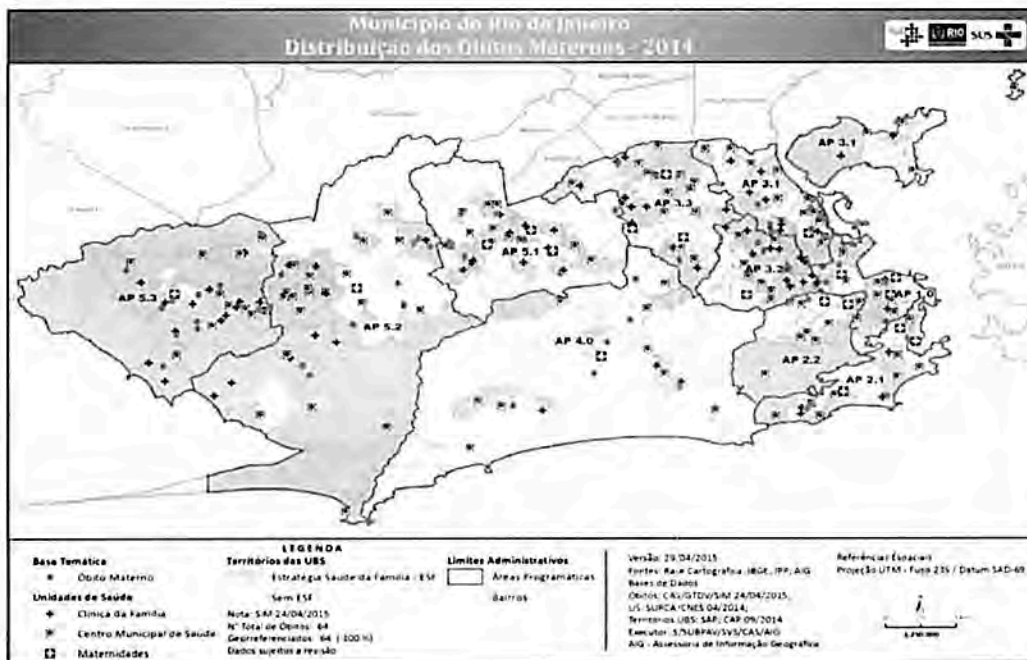 Município do Rio de Janeiro
Distribuição dos Óbitos Maternos - 2014
RIO
SUS
AP 3.1
AP 3.1
AP 3.3
AP 5.1
AP 3.2
AP 5.3
AP 5.2
AP 4.0
AP 2.2
AP 2.1
LEGENDA
Base Temática
Óbito Materno
Unidades de Saúde
Clínica da Família
Centro Municipal de Saúde
Maternidades
Territórios das UBS
Estratégia Saúde da Família - ESF
Sem ESF
Nota: SIM 24/04/2015
Nº Total de Óbitos: 64
Georreferenciados: 64 (100%)
Dados sujeitos a revisão
Limites Administrativos
Áreas Programáticas
Bairros
Versão: 29/04/2015
Fontes: Base Cartográfica: IBGE, IPP, AIG
Bases de Dados
Óbitos: CAS/GTDV/SIM 24/04/2015,
US: SUPCA/CNES 04/2014;
Territórios UBS: SAP, CAP 09/2014
Executor: S/SUBPAV/SVS/CAS/AIG
AIG - Assessoria de Informação Geográfica
Referências Espaciais
Projeção UTM - Fuso 23S / Datum SAD-69